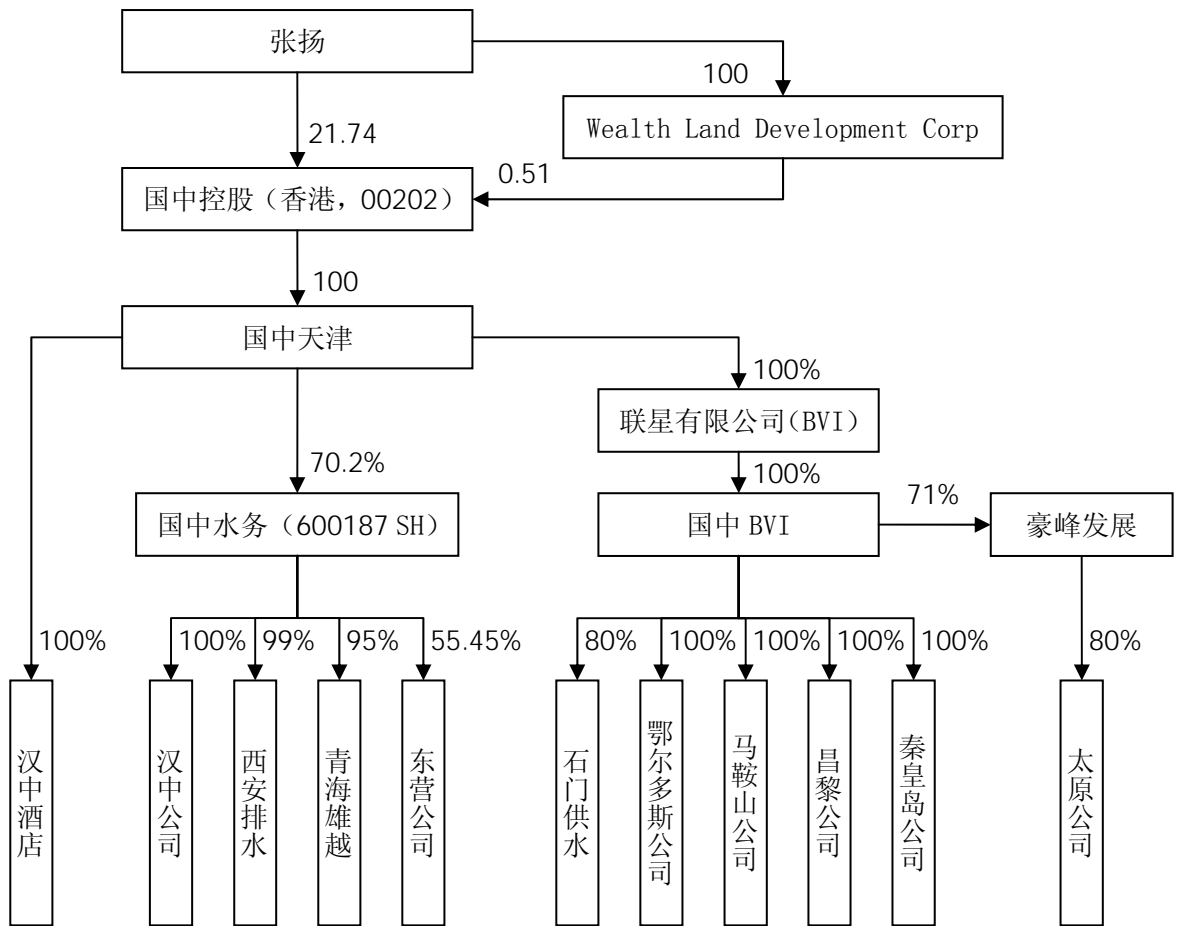 张扬
100
Wealth Land Development Corp
21.74
0.51
国中控股（香港，00202）
100
国中天津
100%
联星有限公司(BVI）
70.2%
100%
71%
国中水务（600187 SH）
国中 BVI
豪峰发展
100%
100%
99%
95%
55.45%
80%
100%
100%
100%
100%
80%
汉中酒店
汉中公司
西安排水
青海雄越
东营公司
石门供水
鄂尔多斯公司
马鞍山公司
昌黎公司
秦皇岛公司
太原公司